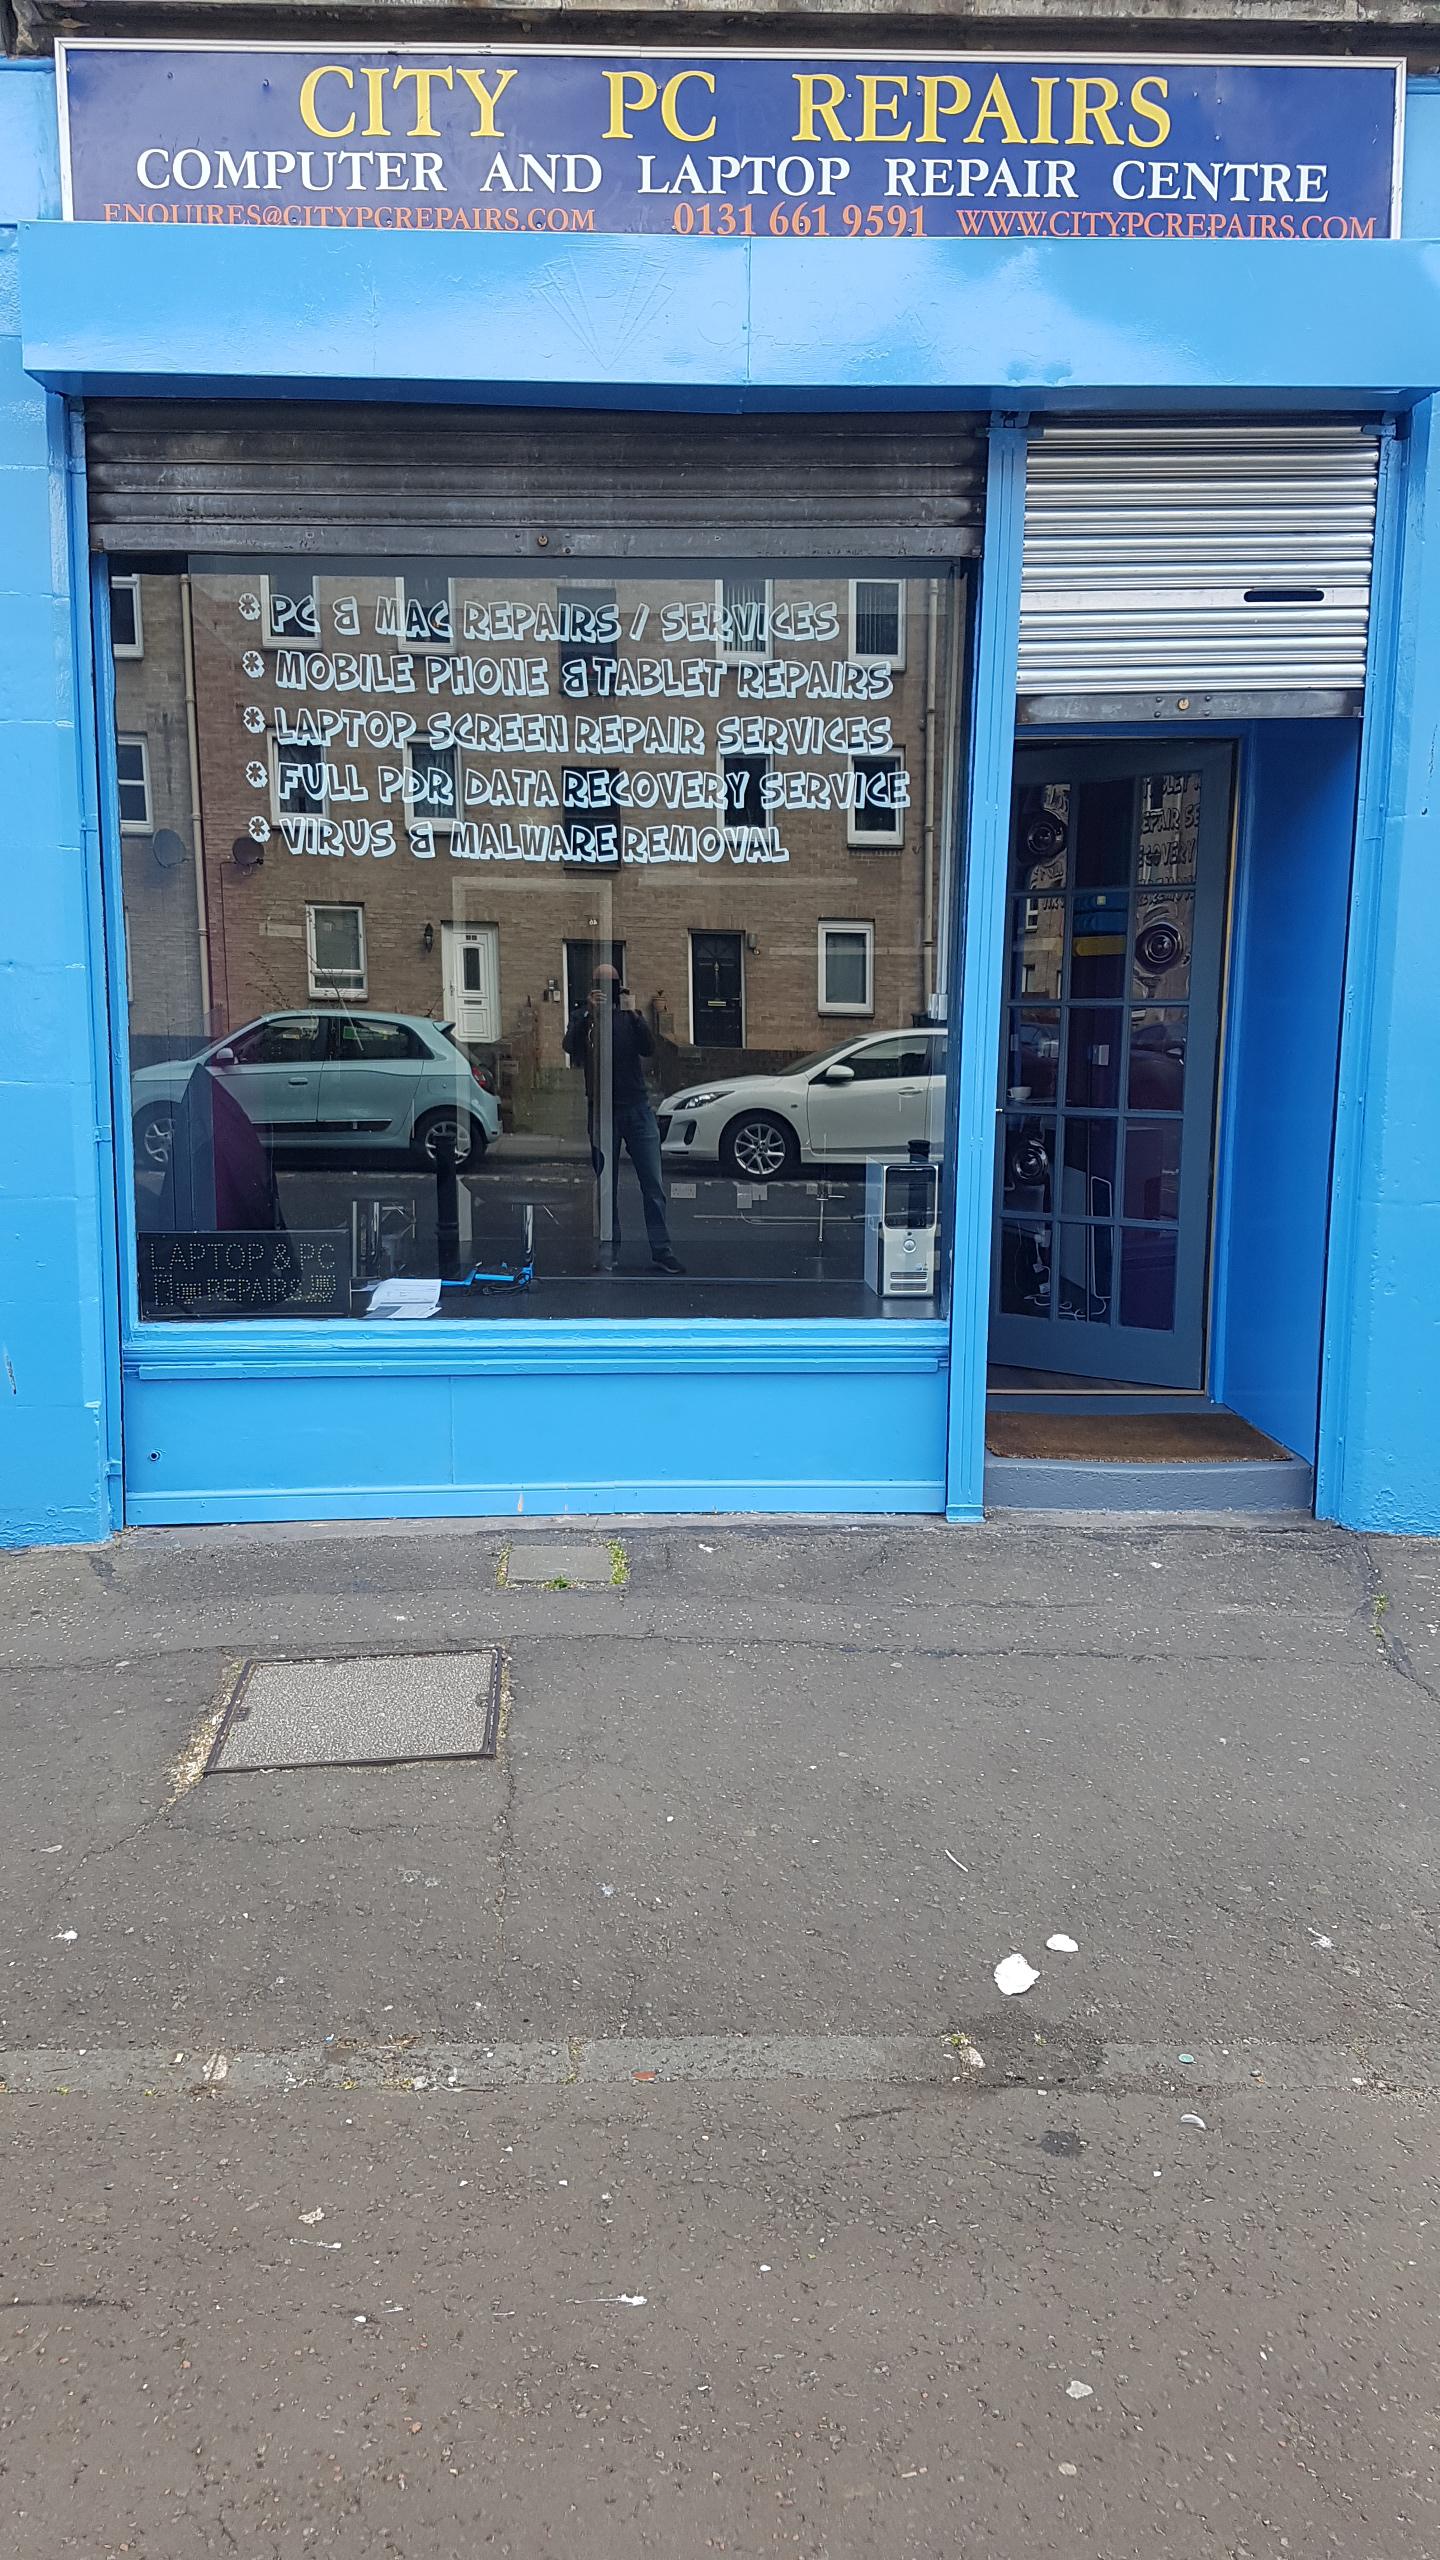 CITY PC REPAIRS
COMPUTER AND LAPTOP REPAIR CENTRE
ENQUIRES@CITYPCREPAIRS.COM 0131 661 9591 WWW.CITYPCREPAIRS.COM
* PC & MAC REPAIRS / SERVICES
* MOBILE PHONE & TABLET REPAIRS
* LAPTOP SCREEN REPAIR SERVICES
* FULL PDR DATA RECOVERY SERVICE
* VIRUS & MALWARE REMOVAL
LAPTOP & PC
REPAIRS